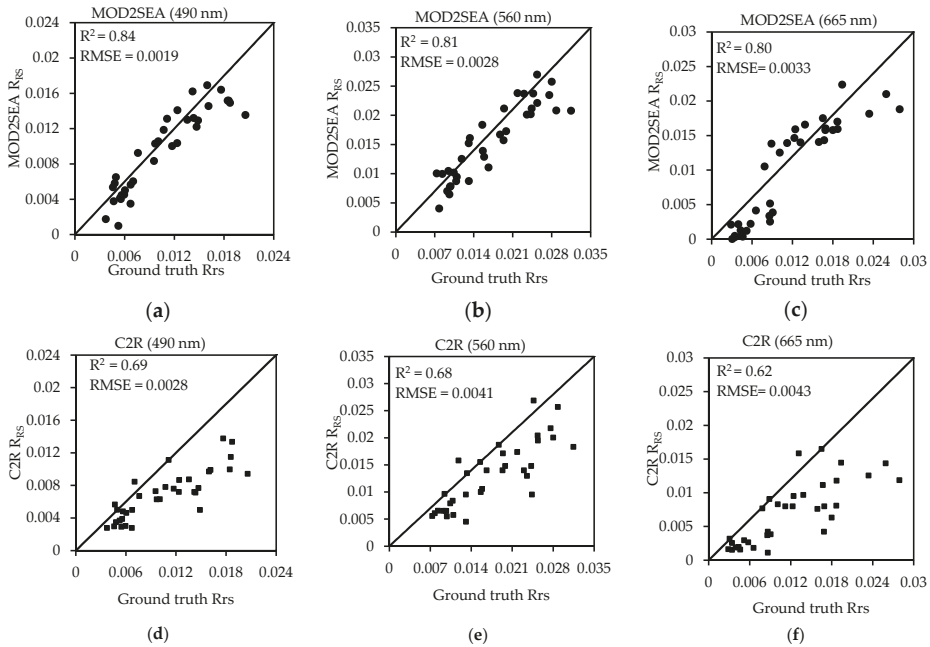 MOD2SEA (490 nm)
R² = 0.84
RMSE = 0.0019
MOD2SEA R_RS
0.024
0.018
0.012
0.006
0
0 0.006 0.012 0.018 0.024
Ground truth Rrs
(a)
MOD2SEA (560 nm)
R² = 0.81
RMSE = 0.0028
MOD2SEA R_RS
0.035
0.03
0.025
0.02
0.015
0.01
0.005
0
0 0.007 0.014 0.021 0.028 0.035
Ground truth Rrs
(b)
MOD2SEA (665 nm)
R² = 0.80
RMSE= 0.0033
MOD2SEA R_RS
0.03
0.025
0.02
0.015
0.01
0.005
0
0 0.006 0.012 0.018 0.024 0.03
Ground truth Rrs
(c)
C2R (490 nm)
R² = 0.69
RMSE = 0.0028
C2R R_RS
0.024
0.02
0.016
0.012
0.008
0.004
0
0 0.006 0.012 0.018 0.024
Ground truth Rrs
(d)
C2R (560 nm)
R² = 0.68
RMSE = 0.0041
C2R R_RS
0.035
0.03
0.025
0.02
0.015
0.01
0.005
0
0 0.007 0.014 0.021 0.028 0.035
Ground truth Rrs
(e)
C2R (665 nm)
R² = 0.62
RMSE= 0.0043
C2R R_RS
0.03
0.025
0.02
0.015
0.01
0.005
0
0 0.006 0.012 0.018 0.024 0.03
Ground truth Rrs
(f)